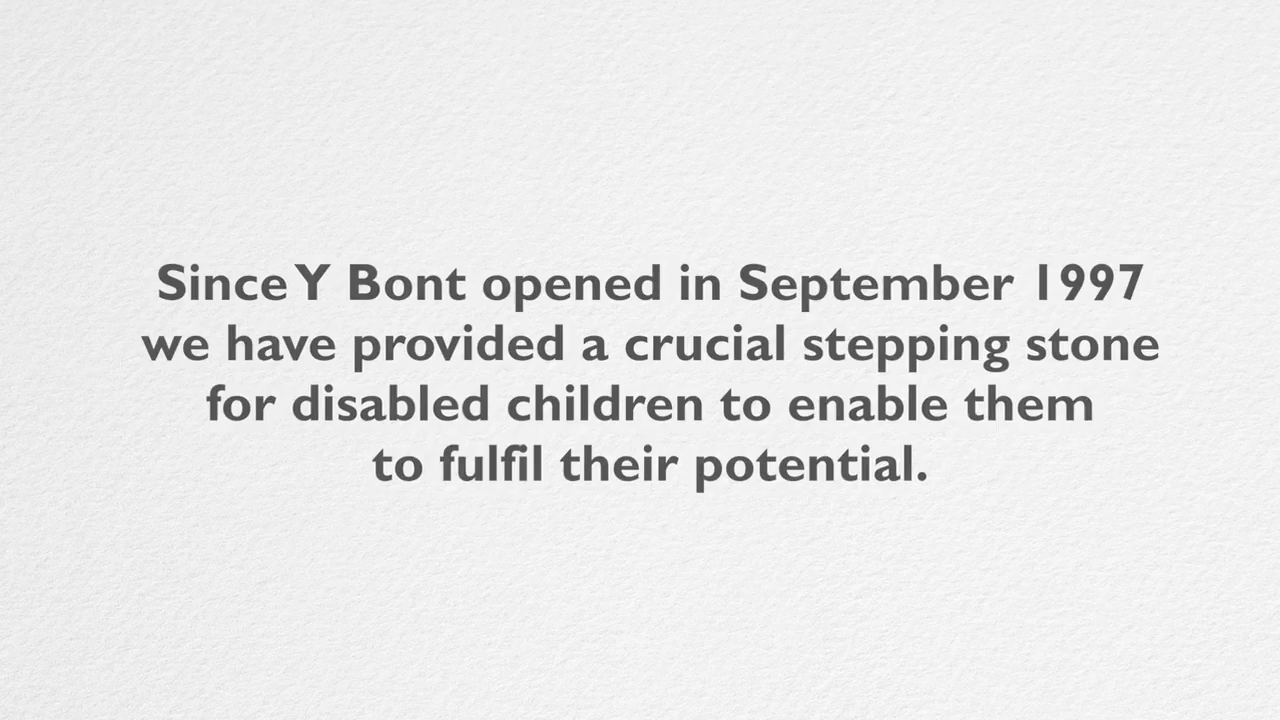 Since Y Bont opened in September 1997
we have provided a crucial stepping stone
for disabled children to enable them
to fulfil their potential.